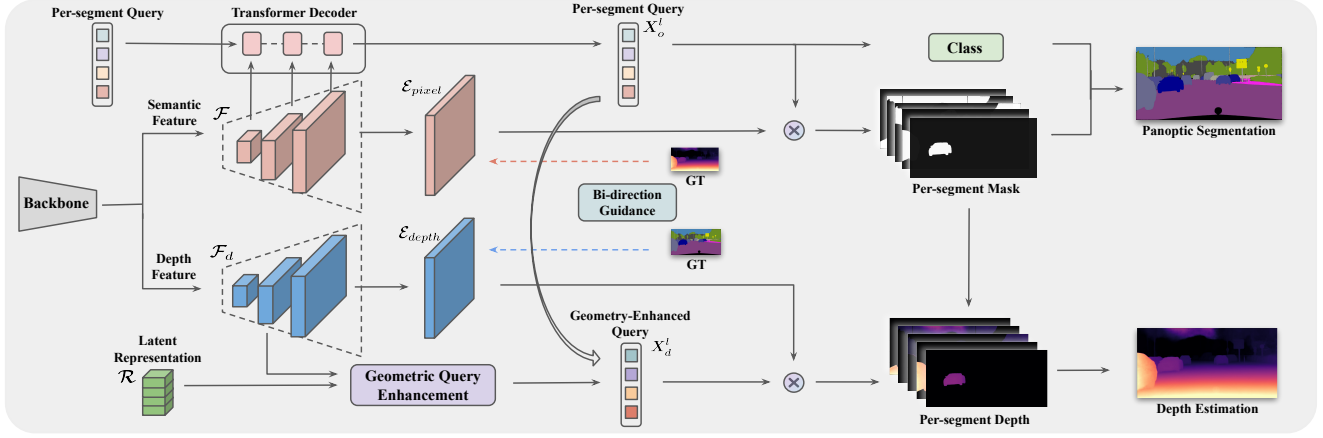 Per-segment Query
Transformer Decoder
Per-segment Query
X_o^l
Class
Panoptic Segmentation
Semantic
Feature
ℱ
ℰ_pixel
GT
Per-segment Mask
Backbone
Bi-direction
Guidance
Depth
Feature
ℱ_d
ℰ_depth
GT
Latent
Representation
ℛ
Geometric Query
Enhancement
Geometry-Enhanced
Query
X_d^l
Per-segment Depth
Depth Estimation